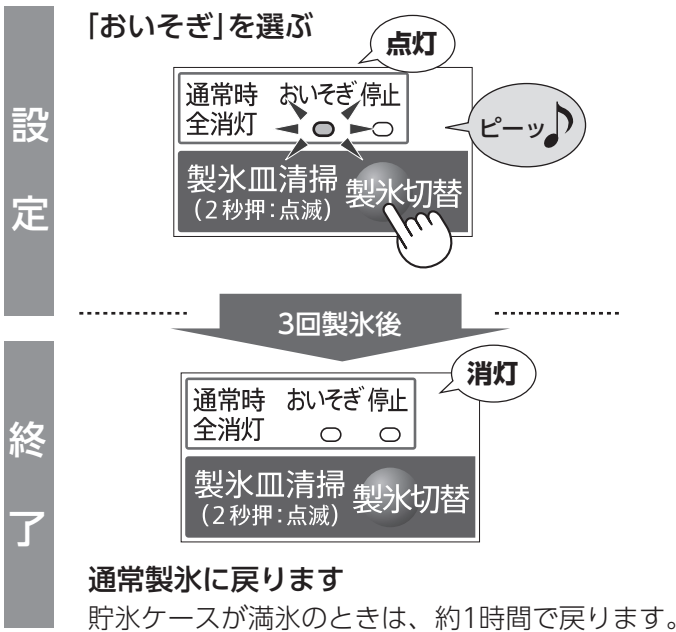 設定
「おいそぎ」を選ぶ
点灯
通常時 おいそぎ 停止
全消灯
ピーッ♪
製氷皿清掃 製氷切替
(2秒押:点滅)
3回製氷後
終了
消灯
通常時 おいそぎ 停止
全消灯
製氷皿清掃 製氷切替
(2秒押:点滅)
通常製氷に戻ります
貯氷ケースが満氷のときは、約1時間で戻ります。